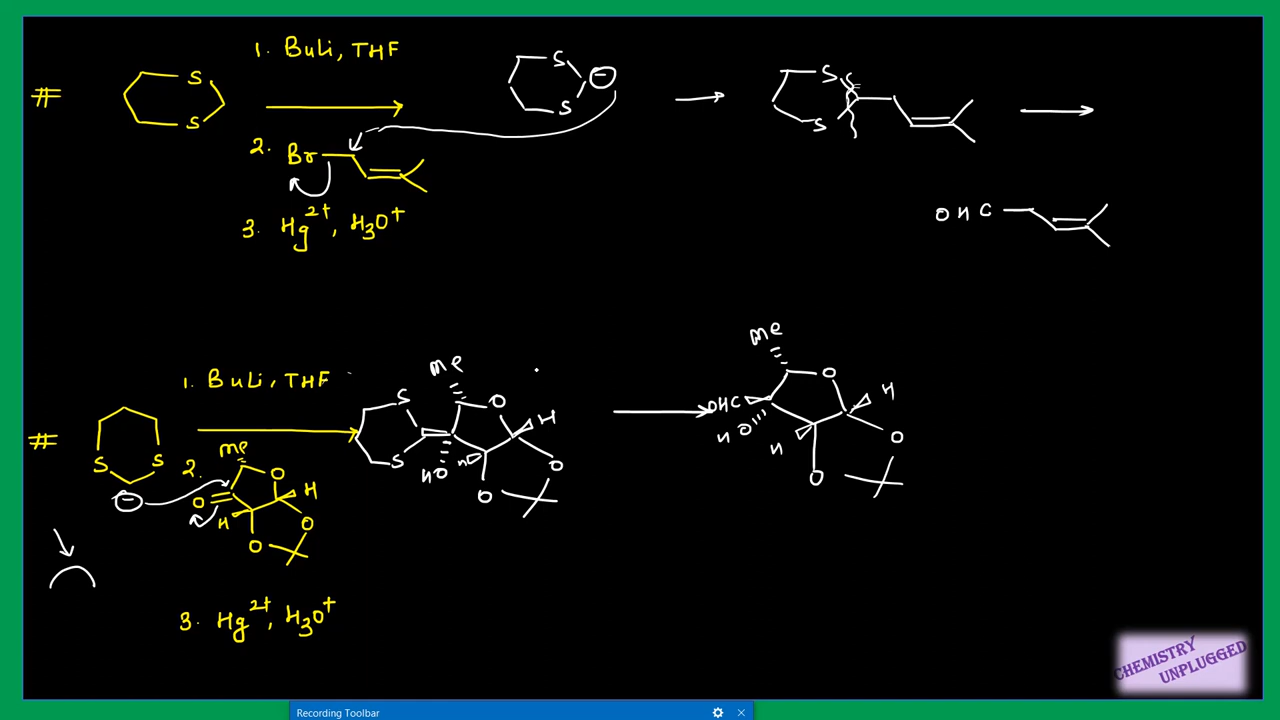 # S S 1. BuLi, THF S S ⊖ S S
2. Br
3. Hg2+, H3O+
OHC
# S S ⊖ 1. BuLi, THF
2. Me O O H H O O
3. Hg2+, H3O+
S S Me O H H HO O O
Me O H OHC HO H O O
CHEMISTRY
UNPLUGGED
Recording Toolbar